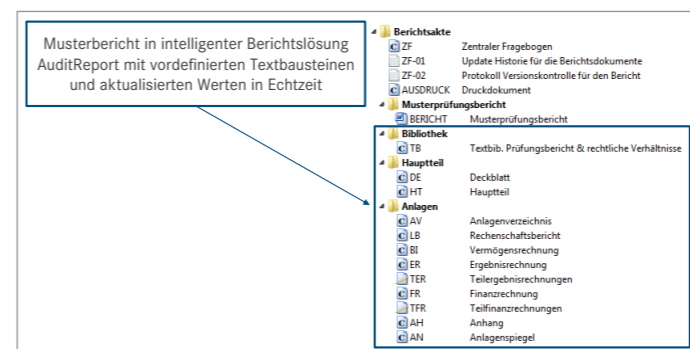 Musterbericht in intelligenter Berichtslösung
AuditReport mit vordefinierten Textbausteinen
und aktualisierten Werten in Echtzeit
Berichtsakte
ZF Zentraler Fragebogen
ZF-01 Update Historie für die Berichtsdokumente
ZF-02 Protokoll Versionskontrolle für den Bericht
AUSDRUCK Druckdokument
Musterprüfungsbericht
BERICHT Musterprüfungsbericht
Bibliothek
TB Textbib. Prüfungsbericht & rechtliche Verhältnisse
Hauptteil
DE Deckblatt
HT Hauptteil
Anlagen
AV Anlagenverzeichnis
LB Rechenschaftsbericht
BI Vermögensrechnung
ER Ergebnisrechnung
TER Teilergebnisrechnungen
FR Finanzrechnung
TFR Teilfinanzrechnungen
AH Anhang
AN Anlagenspiegel